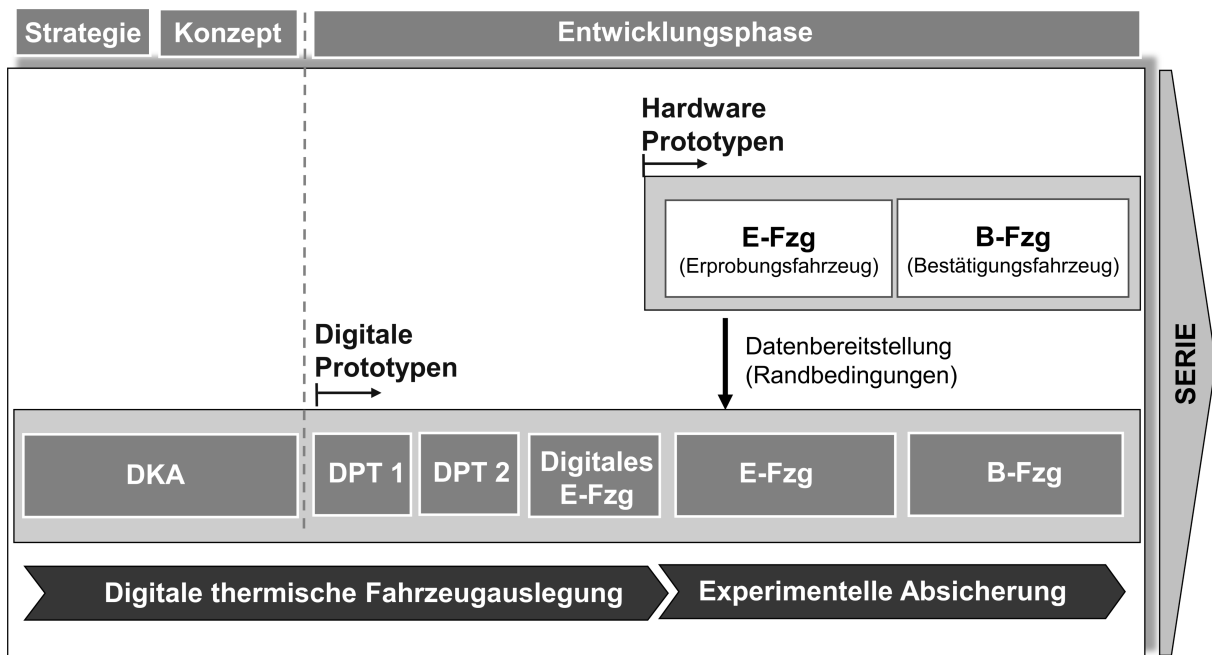 Strategie
Konzept
Entwicklungsphase
Hardware
Prototypen
E-Fzg
(Erprobungsfahrzeug)
B-Fzg
(Bestätigungsfahrzeug)
Digitale
Prototypen
Datenbereitstellung
(Randbedingungen)
DKA
DPT 1
DPT 2
Digitales
E-Fzg
E-Fzg
B-Fzg
Digitale thermische Fahrzeugauslegung
Experimentelle Absicherung
SERIE